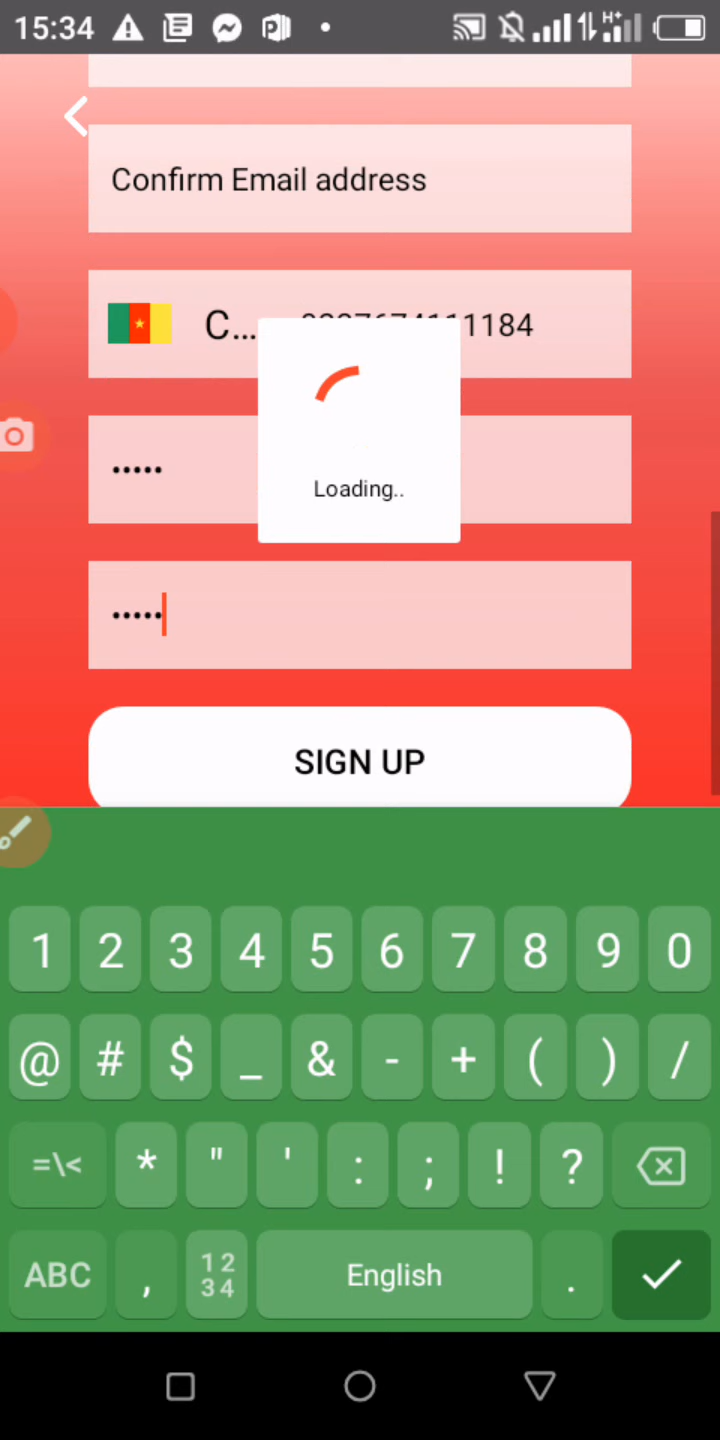 15:34
H+
Confirm Email address
C...
1184
•••••
Loading..
•••••
SIGN UP
1 2 3 4 5 6 7 8 9 0
@ # $ _ & - + ( ) /
=\< * " ' : ; ! ?
ABC , 1 2 3 4 English .